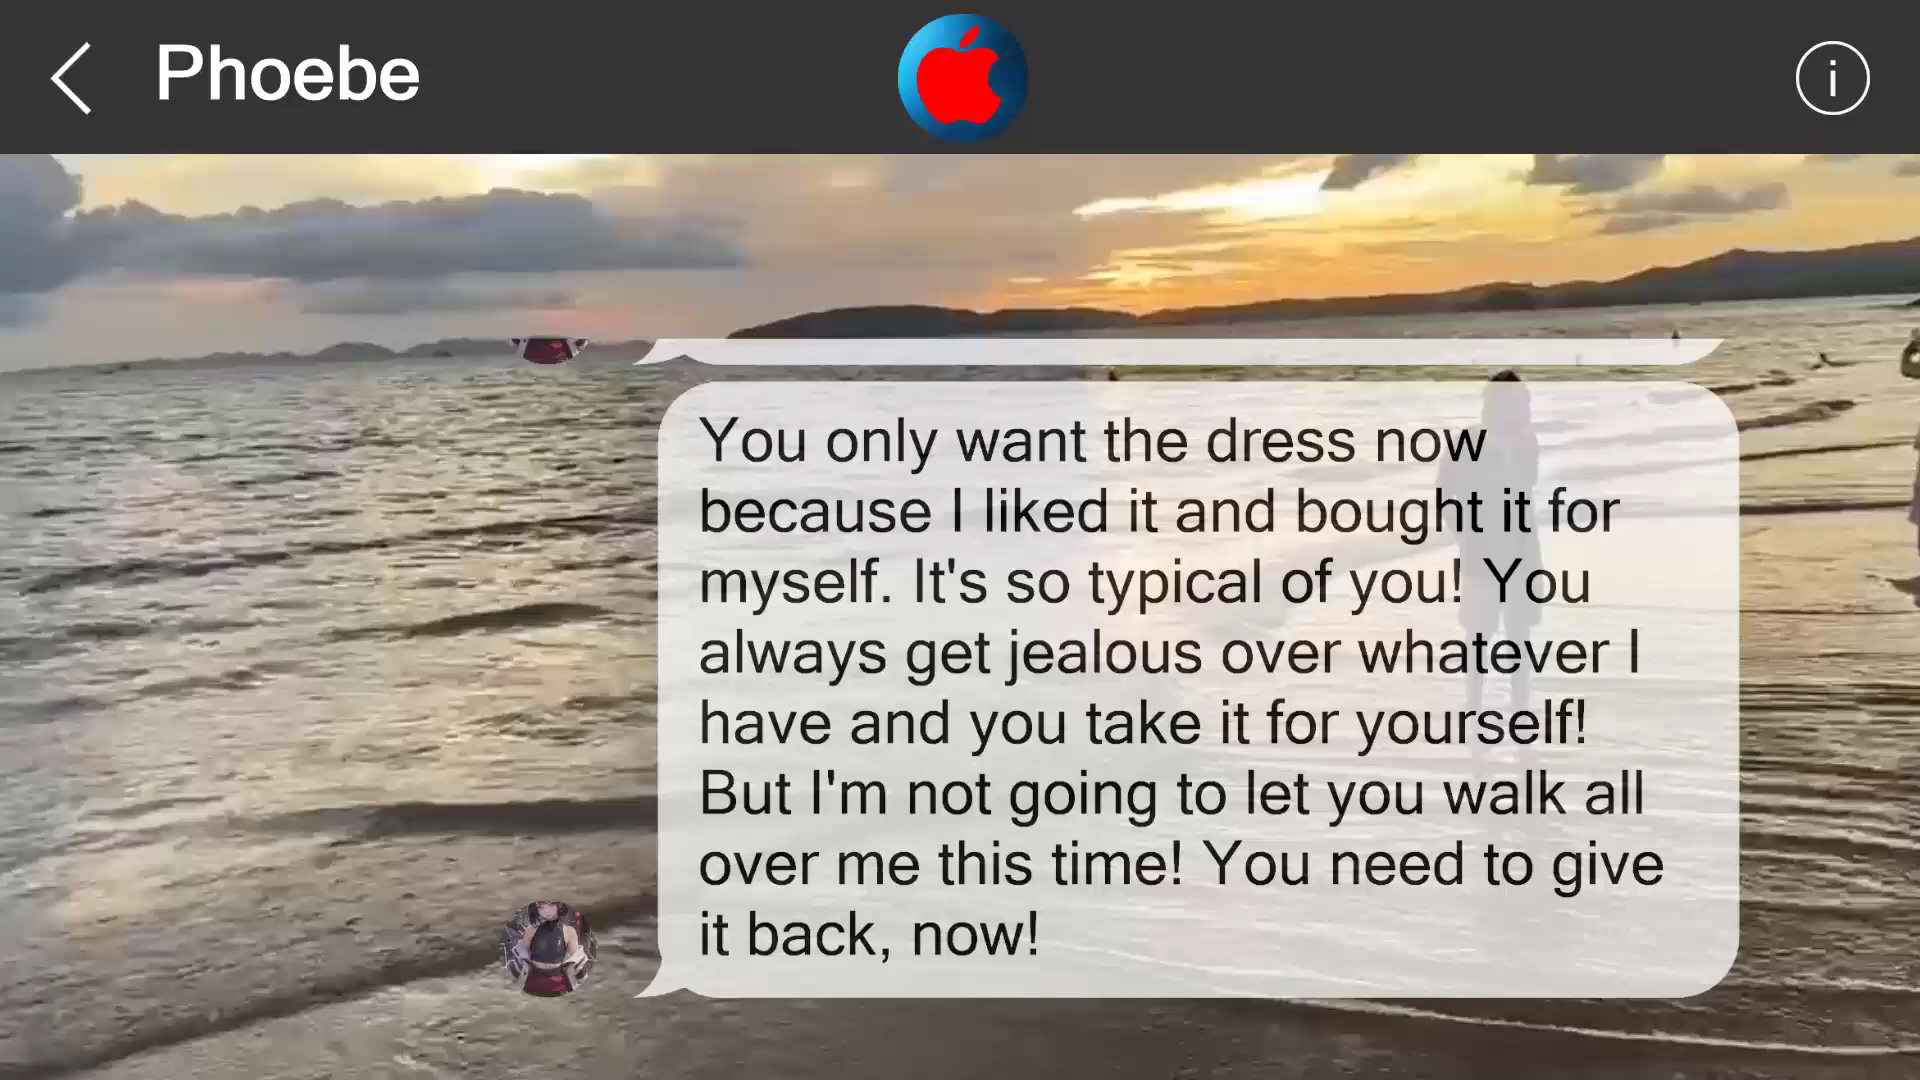 Phoebe
i
You only want the dress now
because I liked it and bought it for
myself. It's so typical of you! You
always get jealous over whatever I
have and you take it for yourself!
But I'm not going to let you walk all
over me this time! You need to give
it back, now!